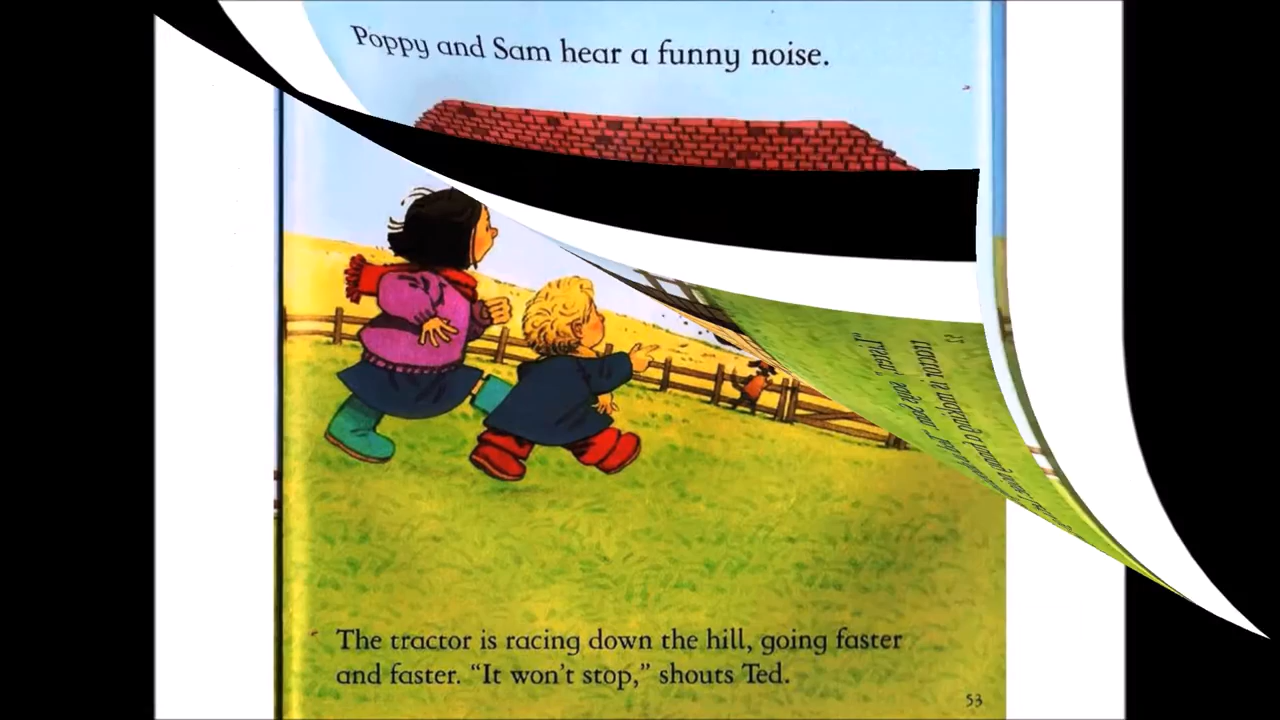 Poppy and Sam hear a funny noise.
The tractor is racing down the hill, going faster
and faster. “It won’t stop,” shouts Ted.
53